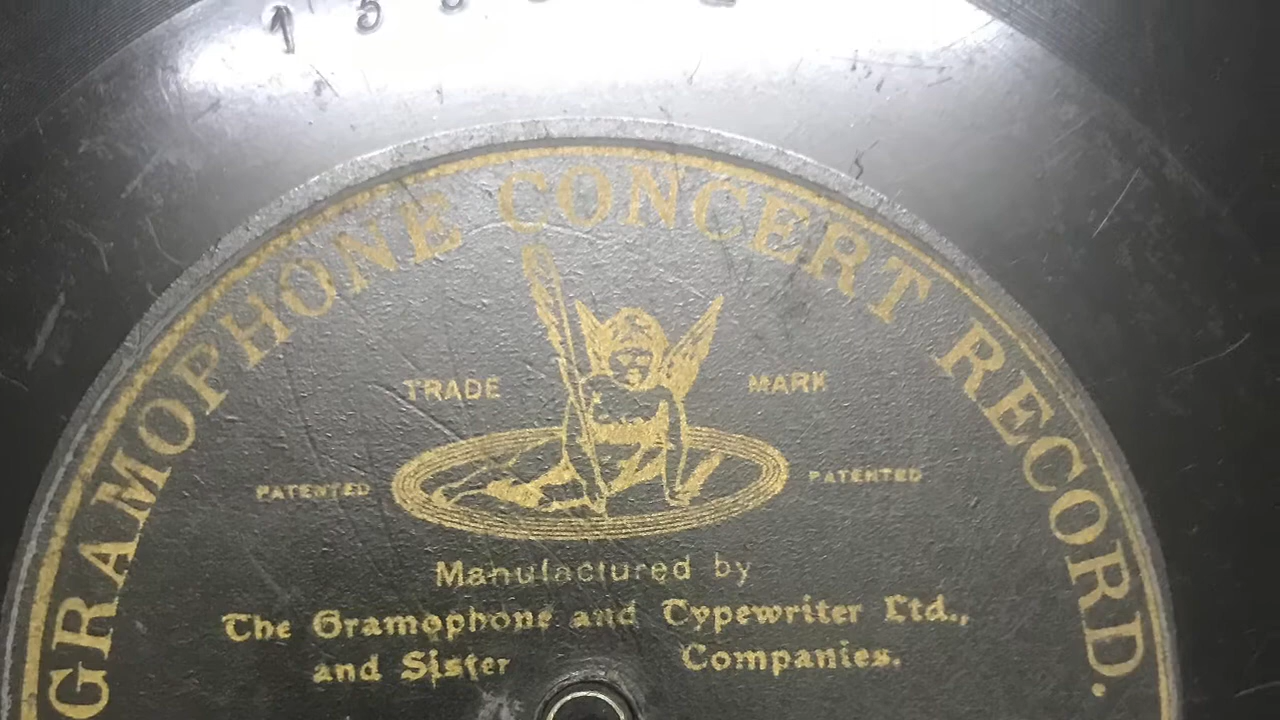 GRAMOPHONE CONCERT RECORD.
TRADE MARK
PATENTED PATENTED
Manufactured by
The Gramophone and Typewriter Ltd.,
and Sister Companies.